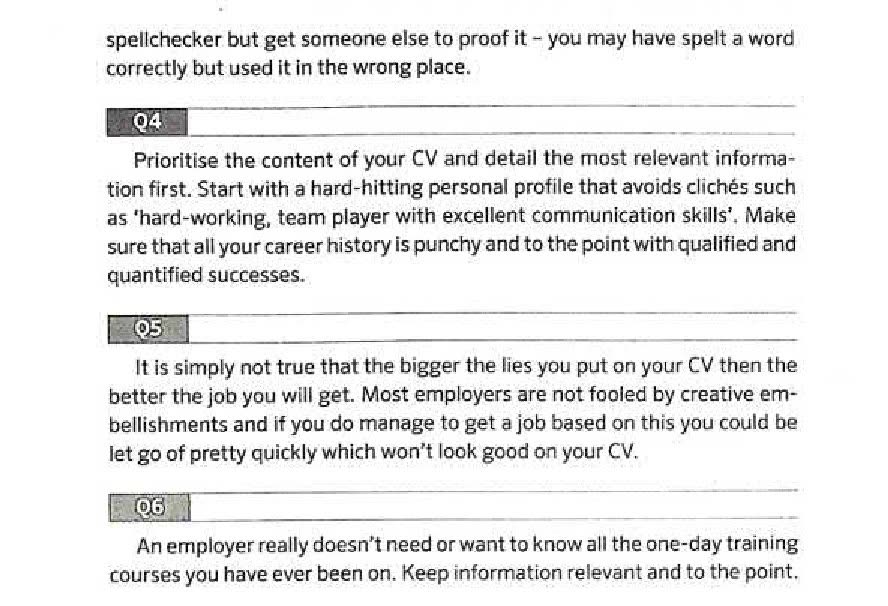 spellchecker but get someone else to proof it – you may have spelt a word
correctly but used it in the wrong place.
Q4
Prioritise the content of your CV and detail the most relevant informa-
tion first. Start with a hard-hitting personal profile that avoids clichés such
as 'hard-working, team player with excellent communication skills'. Make
sure that all your career history is punchy and to the point with qualified and
quantified successes.
Q5
It is simply not true that the bigger the lies you put on your CV then the
better the job you will get. Most employers are not fooled by creative em-
bellishments and if you do manage to get a job based on this you could be
let go of pretty quickly which won't look good on your CV.
Q6
An employer really doesn't need or want to know all the one-day training
courses you have ever been on. Keep information relevant and to the point.